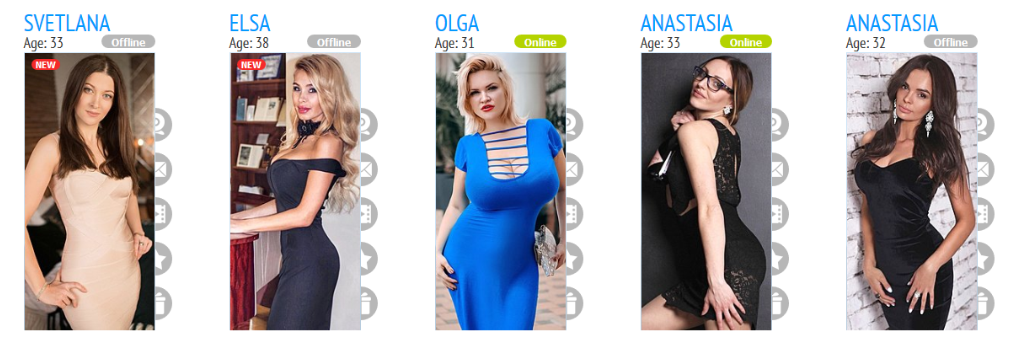 SVETLANA
Age: 33 Offline
NEW
ELSA
Age: 38 Offline
NEW
OLGA
Age: 31 Online
ANASTASIA
Age: 33 Online
ANASTASIA
Age: 32 Offline